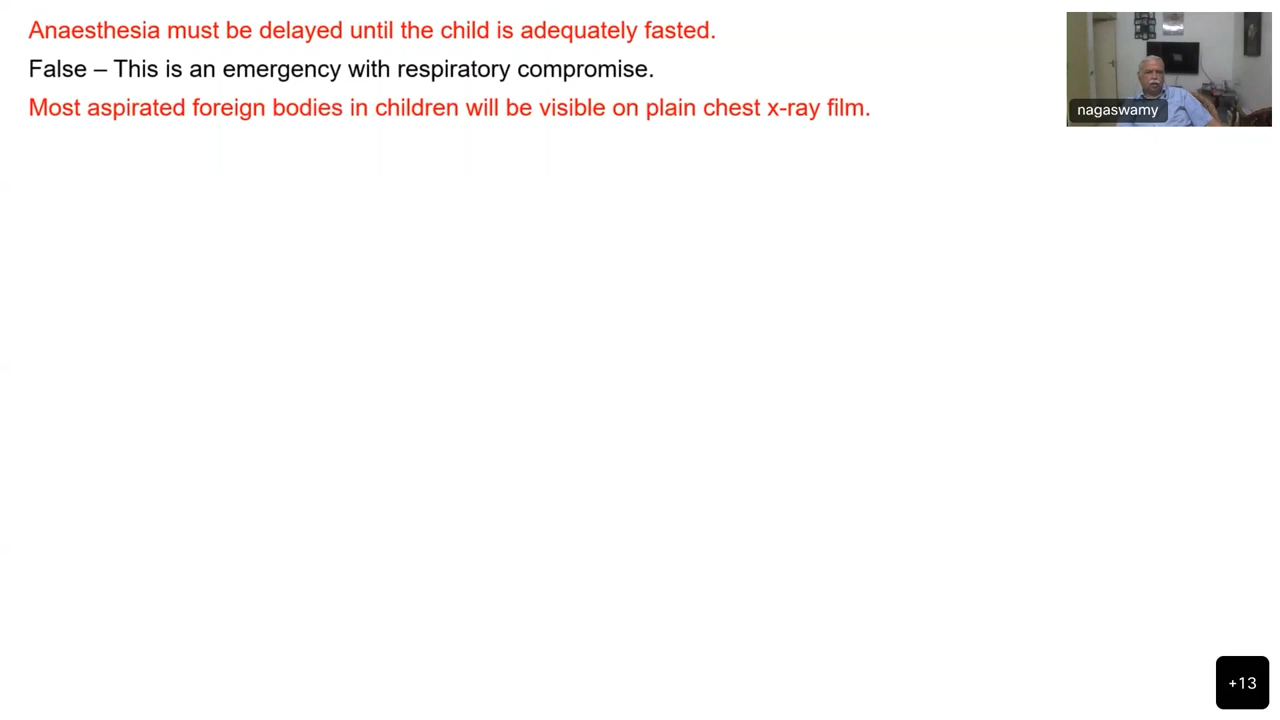 Anaesthesia must be delayed until the child is adequately fasted.
False – This is an emergency with respiratory compromise.
Most aspirated foreign bodies in children will be visible on plain chest x-ray film.
nagaswamy
+13